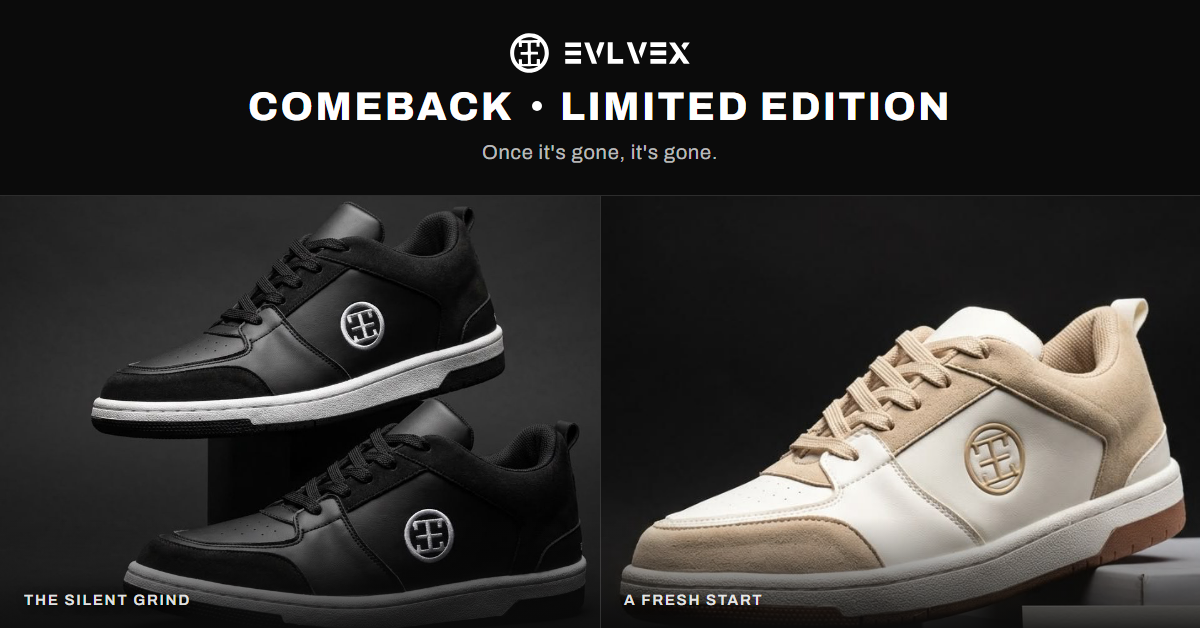 EVLVEX
COMEBACK • LIMITED EDITION
Once it's gone, it's gone.
THE SILENT GRIND
A FRESH START